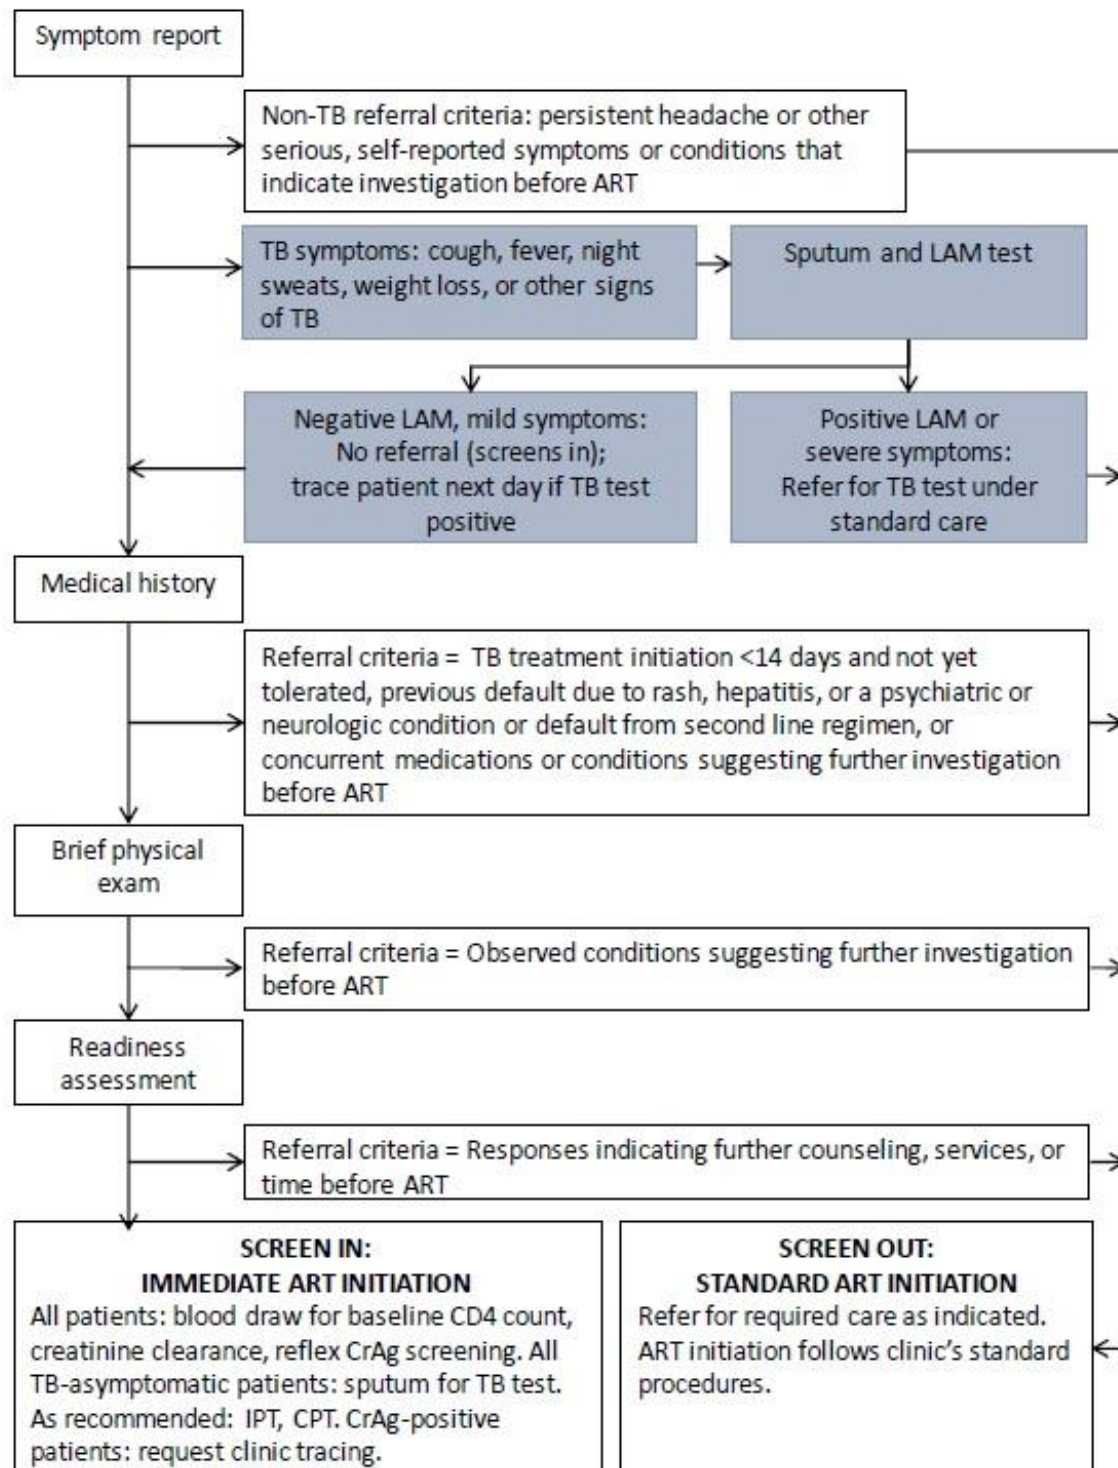 Symptom report
Non-TB referral criteria: persistent headache or other
serious, self-reported symptoms or conditions that
indicate investigation before ART
TB symptoms: cough, fever, night
sweats, weight loss, or other signs
of TB
Sputum and LAM test
Negative LAM, mild symptoms:
No referral (screens in);
trace patient next day if TB test
positive
Positive LAM or
severe symptoms:
Refer for TB test under
standard care
Medical history
Referral criteria = TB treatment initiation <14 days and not yet
tolerated, previous default due to rash, hepatitis, or a psychiatric or
neurologic condition or default from second line regimen, or
concurrent medications or conditions suggesting further investigation
before ART
Brief physical
exam
Referral criteria = Observed conditions suggesting further investigation
before ART
Readiness
assessment
Referral criteria = Responses indicating further counseling, services, or
time before ART
SCREEN IN:
IMMEDIATE ART INITIATION
All patients: blood draw for baseline CD4 count,
creatinine clearance, reflex CrAg screening. All
TB-asymptomatic patients: sputum for TB test.
As recommended: IPT, CPT. CrAg-positive
patients: request clinic tracing.
SCREEN OUT:
STANDARD ART INITIATION
Refer for required care as indicated.
ART initiation follows clinic's standard
procedures.